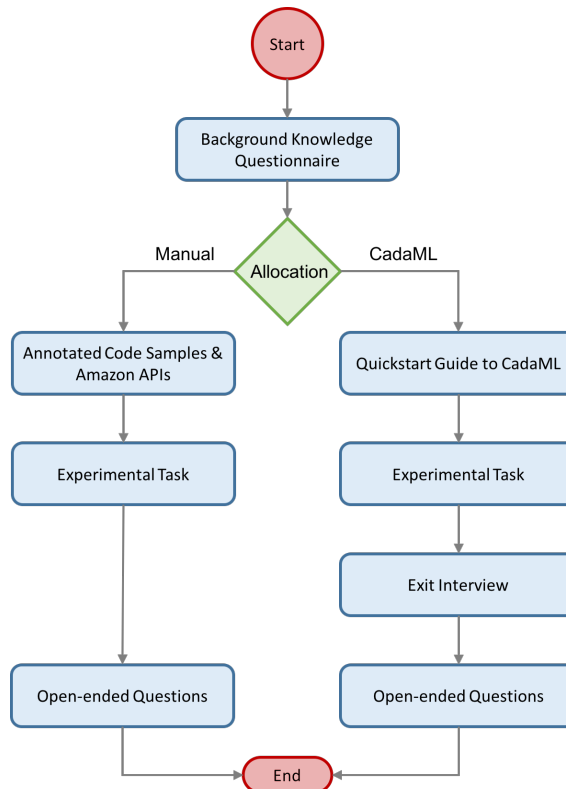 Start
Background Knowledge
Questionnaire
Manual
CadaML
Allocation
Annotated Code Samples &
Amazon APIs
Quickstart Guide to CadaML
Experimental Task
Experimental Task
Exit Interview
Open-ended Questions
Open-ended Questions
End